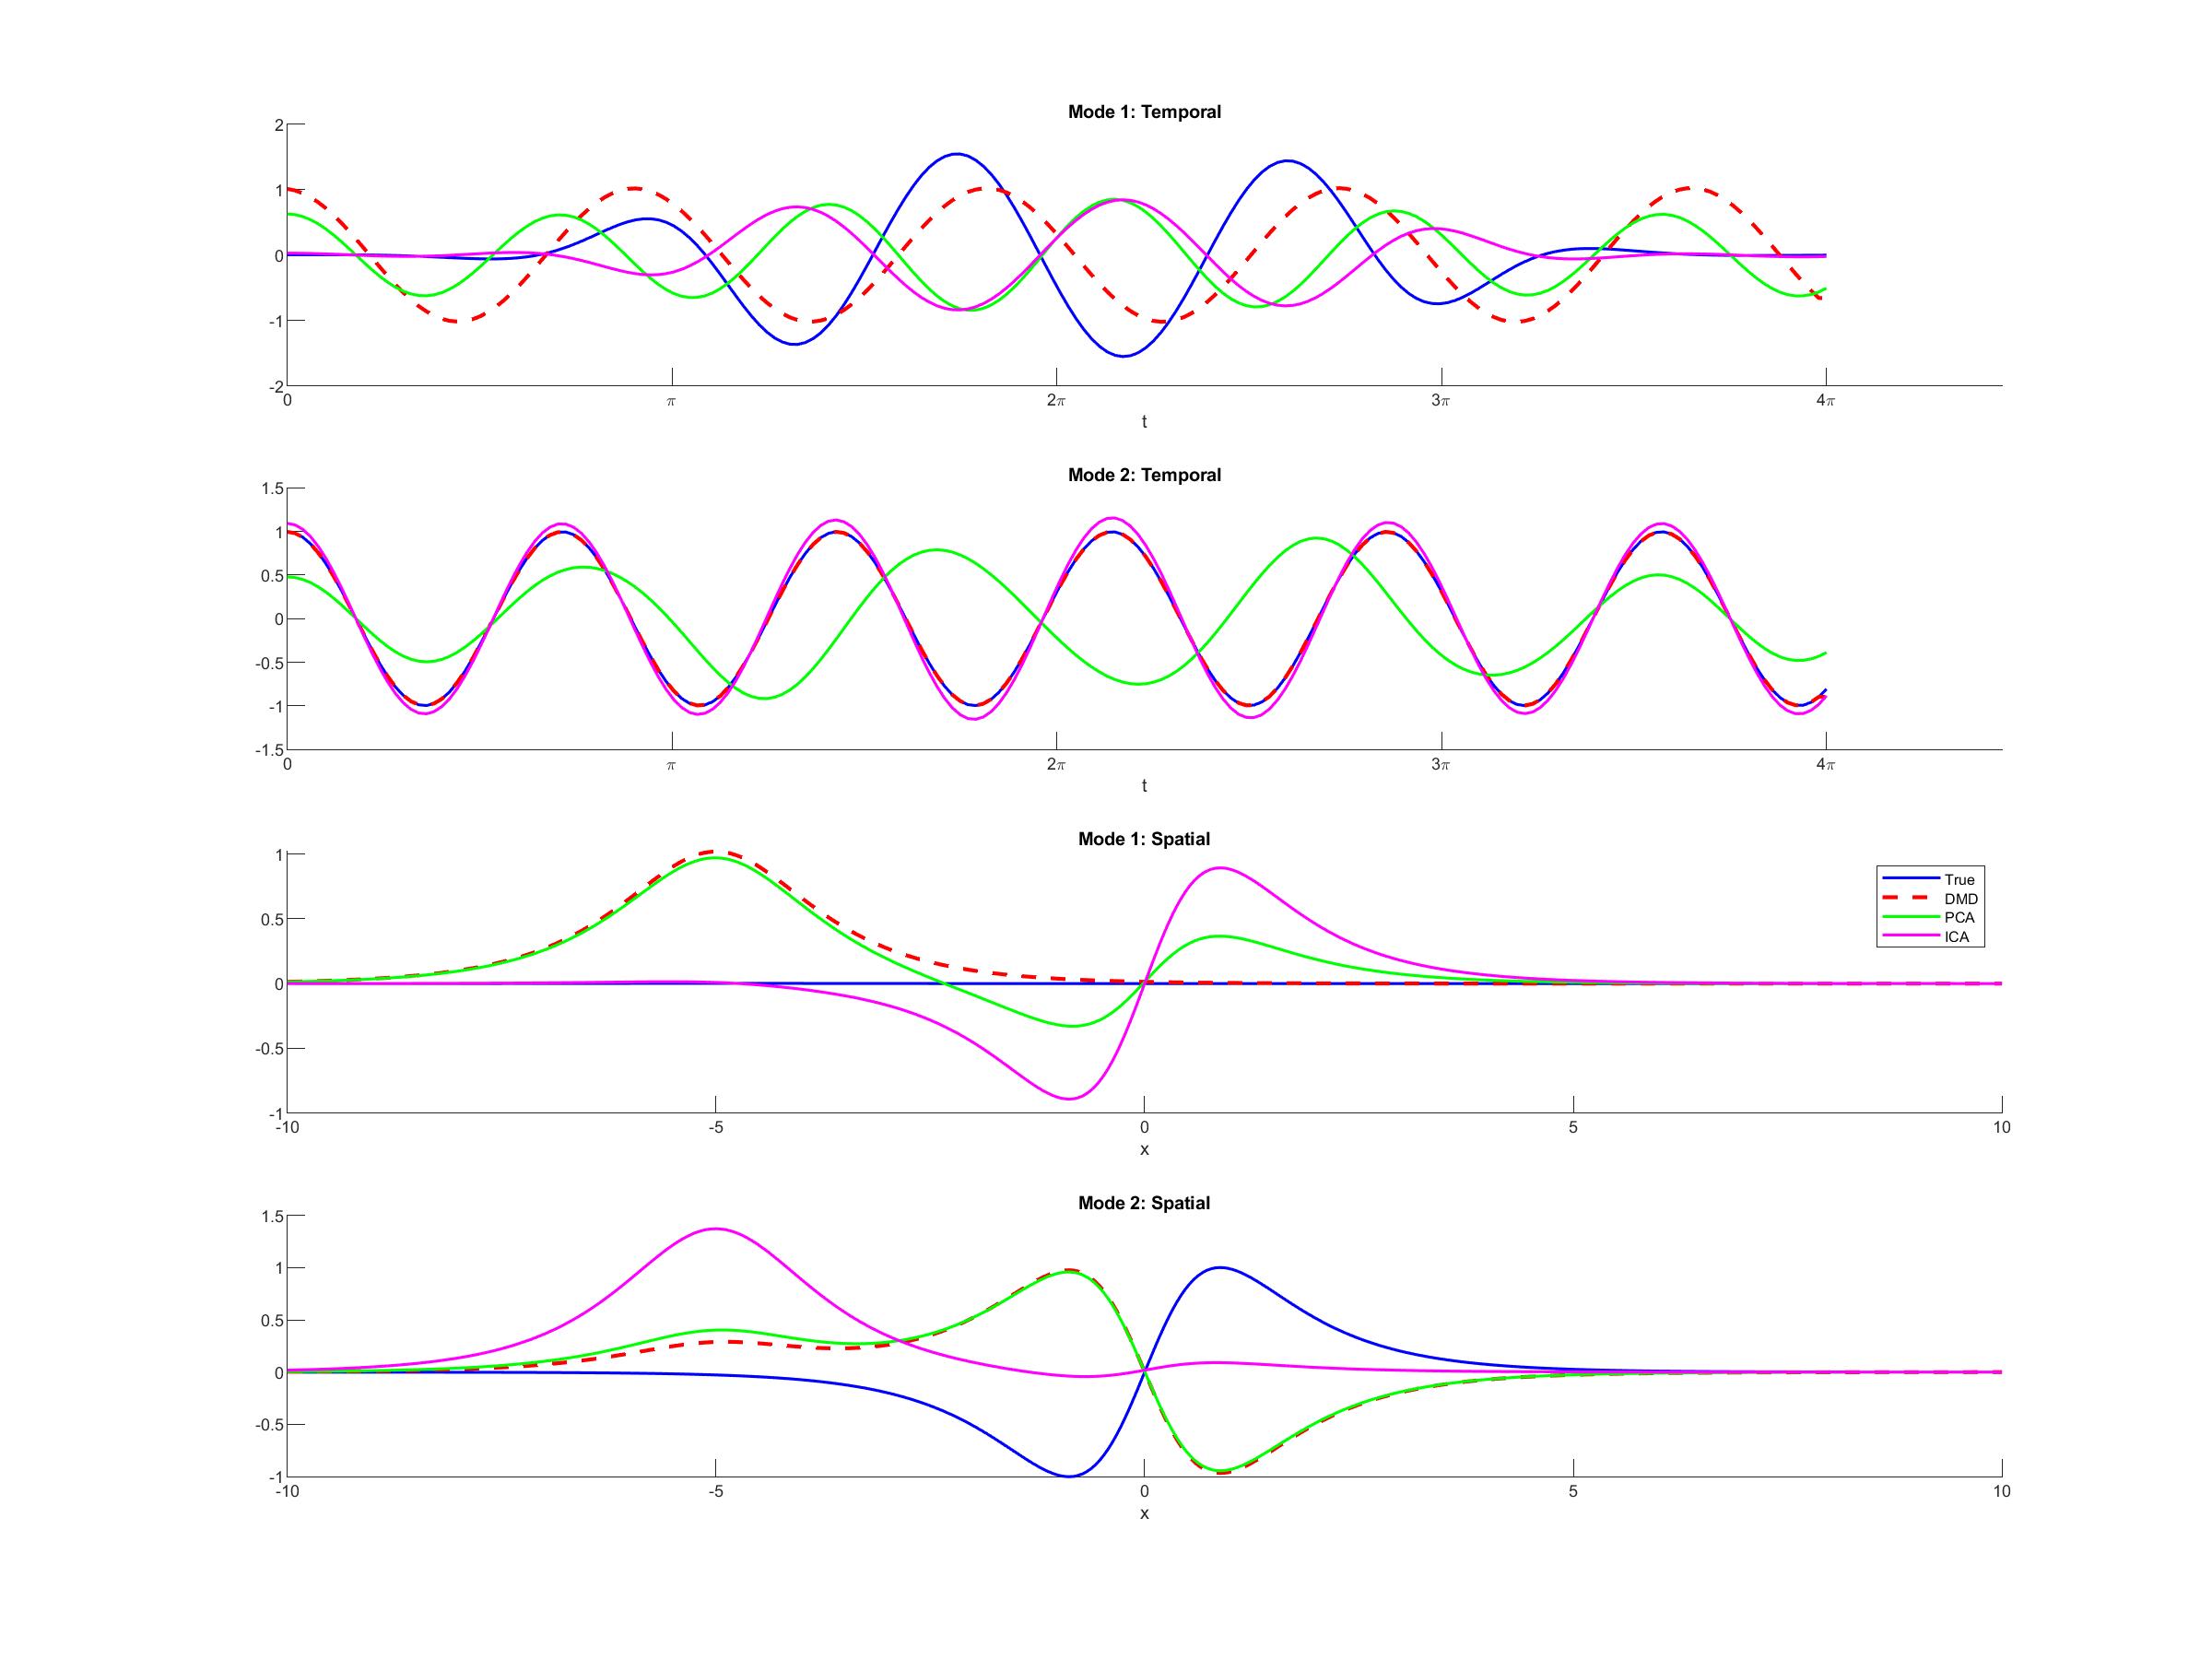 Mode 1: Temporal
2
1
0
-1
-2
0 π 2π 3π 4π
t
Mode 2: Temporal
1.5
1
0.5
0
-0.5
-1
-1.5
0 π 2π 3π 4π
t
Mode 1: Spatial
1
0.5
0
-0.5
-1
True
DMD
PCA
ICA
-10 -5 0 5 10
x
Mode 2: Spatial
1.5
1
0.5
0
-0.5
-1
-10 -5 0 5 10
x